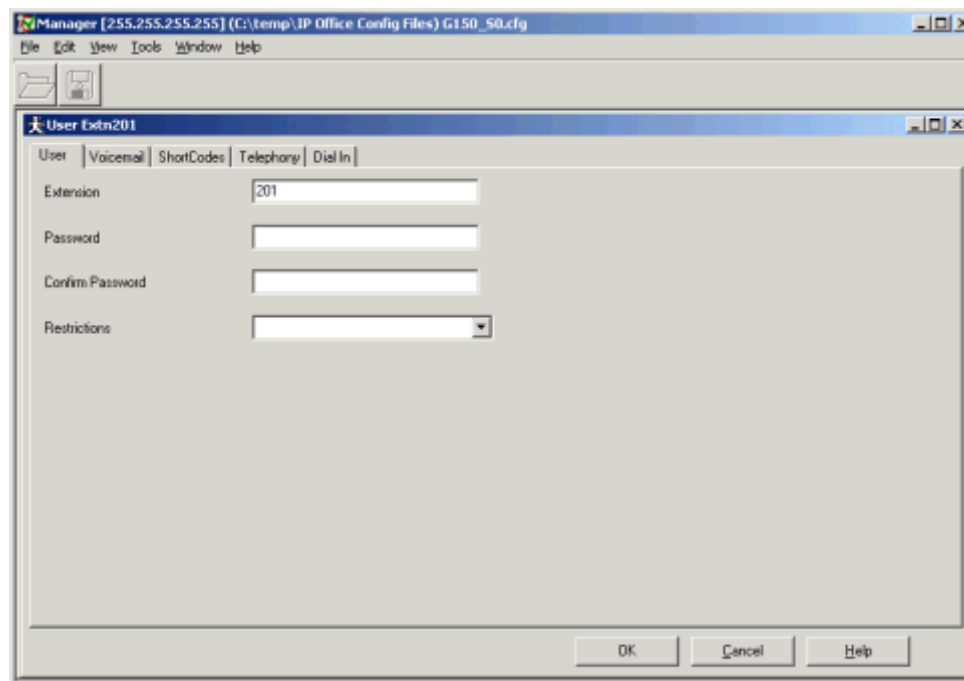 Manager [255.255.255.255] (C:\temp\IP Office Config Files) G150_S0.cfg
File Edit View Tools Window Help
User Extn201
User Voicemail ShortCodes Telephony Dial In
Extension 201
Password
Confirm Password
Restrictions
OK Cancel Help